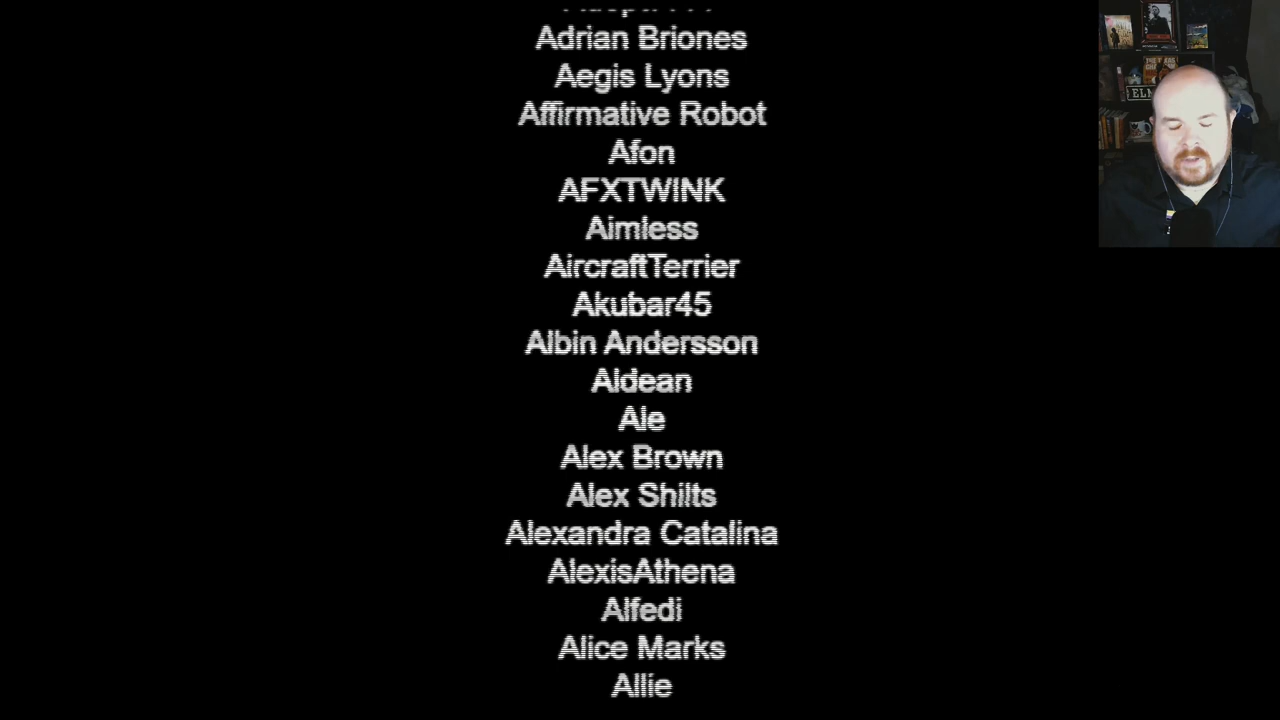 Adrian Briones
Aegis Lyons
Affirmative Robot
Afon
AFXTWINK
Aimless
AircraftTerrier
Akubar45
Albin Andersson
Aldean
Ale
Alex Brown
Alex Shilts
Alexandra Catalina
AlexisAthena
Alfedi
Alice Marks
Allie